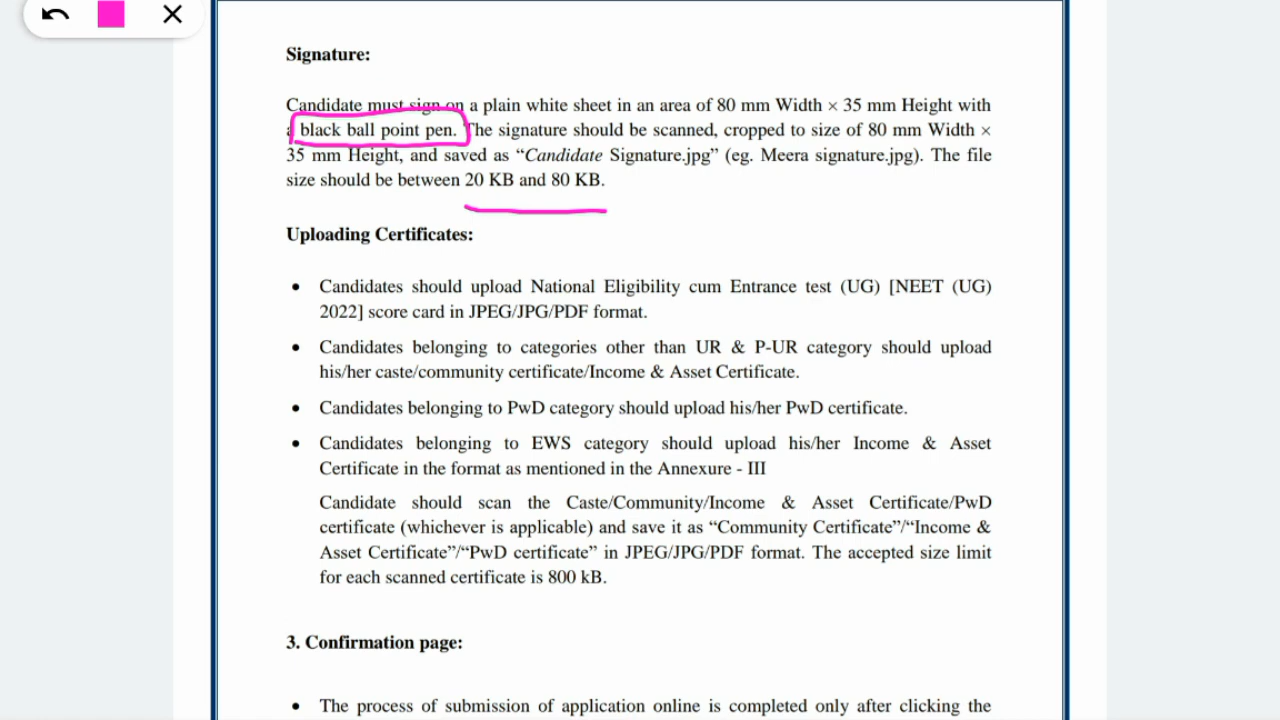 Signature:
Candidate must sign on a plain white sheet in an area of 80 mm Width × 35 mm Height with
a black ball point pen. The signature should be scanned, cropped to size of 80 mm Width ×
35 mm Height, and saved as “Candidate Signature.jpg” (eg. Meera signature.jpg). The file
size should be between 20 KB and 80 KB.
Uploading Certificates:
• Candidates should upload National Eligibility cum Entrance test (UG) [NEET (UG)
2022] score card in JPEG/JPG/PDF format.
• Candidates belonging to categories other than UR & P-UR category should upload
his/her caste/community certificate/Income & Asset Certificate.
• Candidates belonging to PwD category should upload his/her PwD certificate.
• Candidates belonging to EWS category should upload his/her Income & Asset
Certificate in the format as mentioned in the Annexure - III
Candidate should scan the Caste/Community/Income & Asset Certificate/PwD
certificate (whichever is applicable) and save it as “Community Certificate”/“Income &
Asset Certificate”/“PwD certificate” in JPEG/JPG/PDF format. The accepted size limit
for each scanned certificate is 800 kB.
3. Confirmation page:
• The process of submission of application online is completed only after clicking the